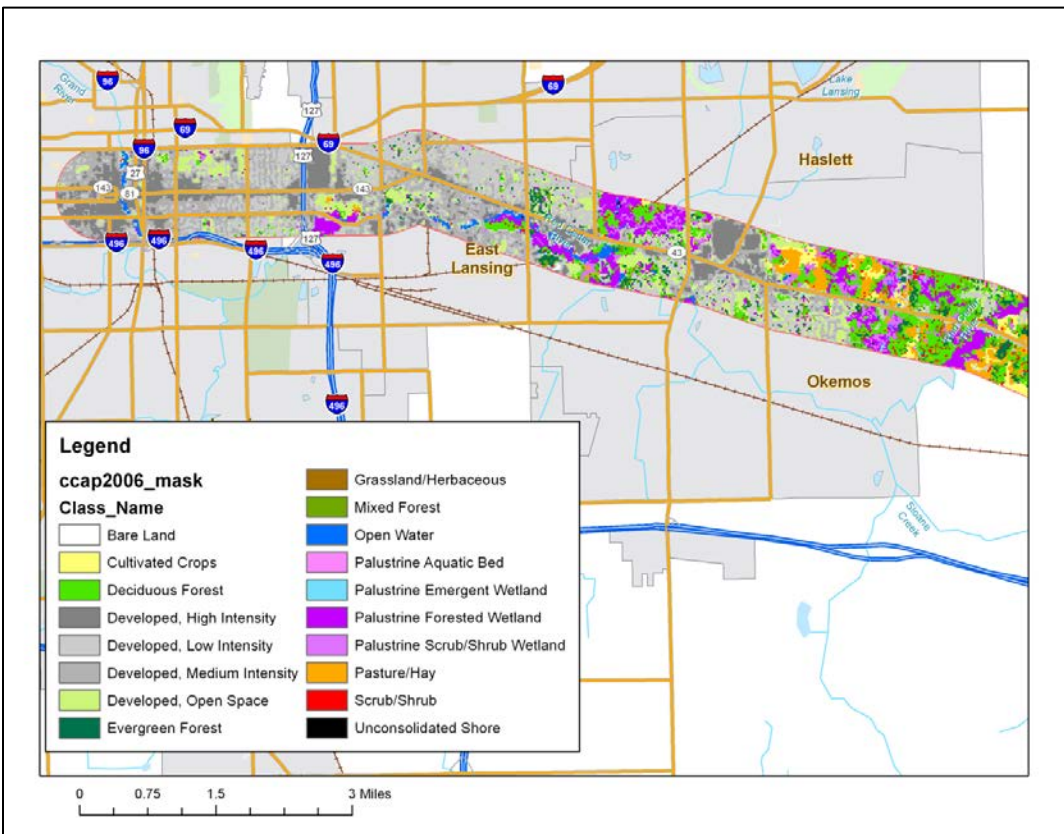 96
69
Grand
River
127
Lake
Lansing
69
96
127
69
Haslett
27
143
81
143
496
496
127
496
496
496
East
Lansing
43
Okemos
496
Sloane
Creek
Legend
ccap2006_mask
Class_Name
Bare Land
Cultivated Crops
Deciduous Forest
Developed, High Intensity
Developed, Low Intensity
Developed, Medium Intensity
Developed, Open Space
Evergreen Forest
Grassland/Herbaceous
Mixed Forest
Open Water
Palustrine Aquatic Bed
Palustrine Emergent Wetland
Palustrine Forested Wetland
Palustrine Scrub/Shrub Wetland
Pasture/Hay
Scrub/Shrub
Unconsolidated Shore
0 0.75 1.5 3 Miles